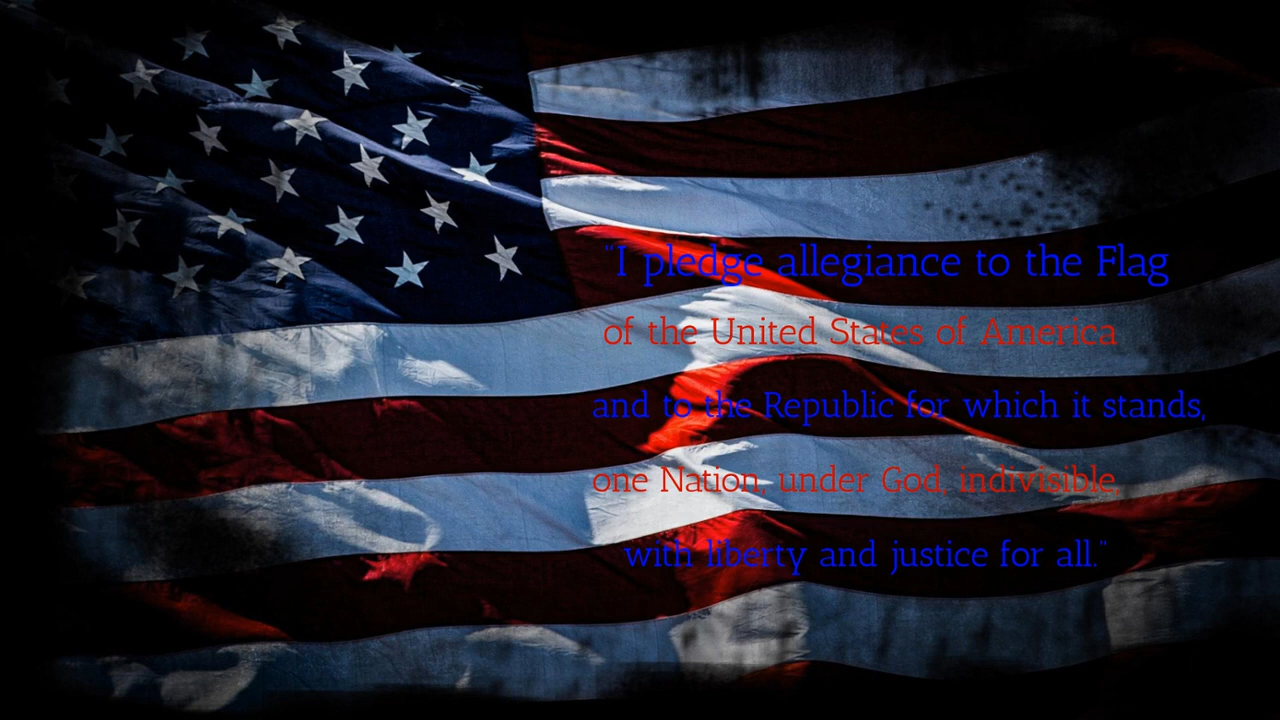 "I pledge allegiance to the Flag
of the United States of America
and to the Republic for which it stands,
one Nation, under God, indivisible,
with liberty and justice for all."